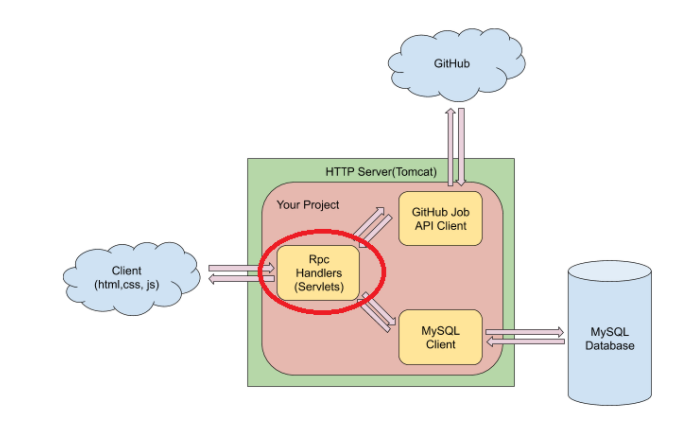 GitHub
HTTP Server(Tomcat)
Your Project
GitHub Job
API Client
Rpc
Handlers
(Servlets)
Client
(html,css, js)
MySQL
Client
MySQL
Database